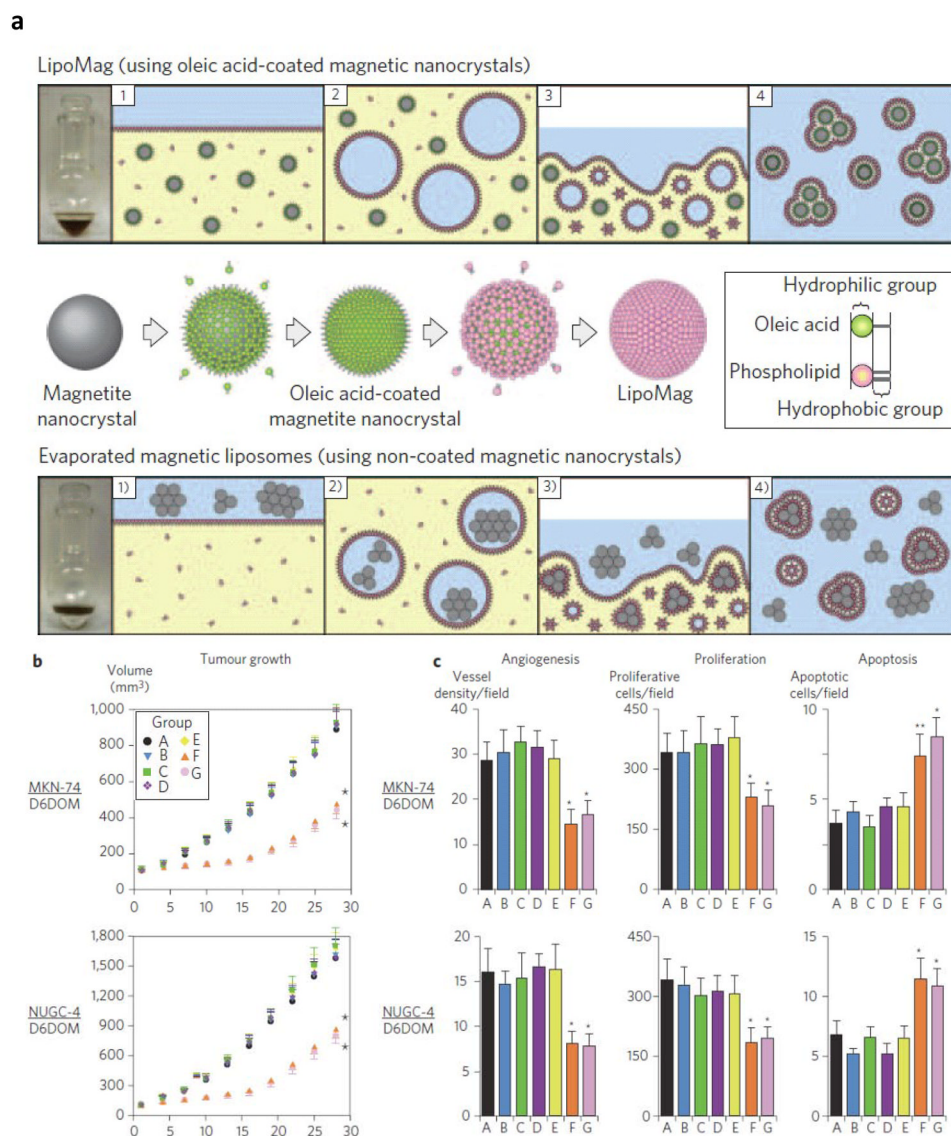 a
LipoMag (using oleic acid-coated magnetic nanocrystals)
1 2 3 4
Hydrophilic group
Oleic acid
Phospholipid
Hydrophobic group
Magnetite nanocrystal
Oleic acid-coated magnetite nanocrystal
LipoMag
Evaporated magnetic liposomes (using non-coated magnetic nanocrystals)
1) 2) 3) 4)
b Tumour growth
Volume (mm³)
Group
A E
B F
C G
D
MKN-74
D6DOM
1,000
800
600
400
200
0
0 5 10 15 20 25 30
*
*
NUGC-4
D6DOM
1,800
1,500
1,200
900
600
300
0
0 5 10 15 20 25 30
*
*
c Angiogenesis Proliferation Apoptosis
Vessel density/field
Proliferative cells/field
Apoptotic cells/field
MKN-74
D6DOM
40
30
20
10
0
A B C D E F G
* *
450
300
150
0
A B C D E F G
* *
10
5
0
A B C D E F G
** *
NUGC-4
D6DOM
20
15
10
5
0
A B C D E F G
* *
450
300
150
0
A B C D E F G
* *
15
10
5
0
A B C D E F G
* *